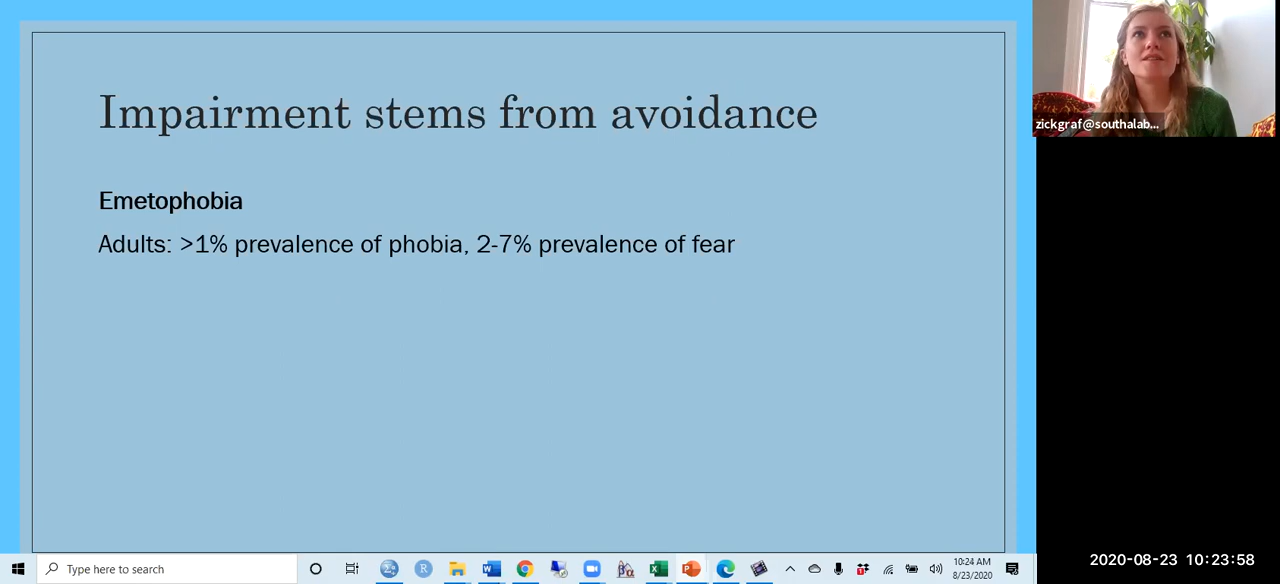 Impairment stems from avoidance
Emetophobia
Adults: >1% prevalence of phobia, 2-7% prevalence of fear
zickgraf@southalab...
Type here to search
10:24 AM
8/23/2020
2020-08-23 10:23:58